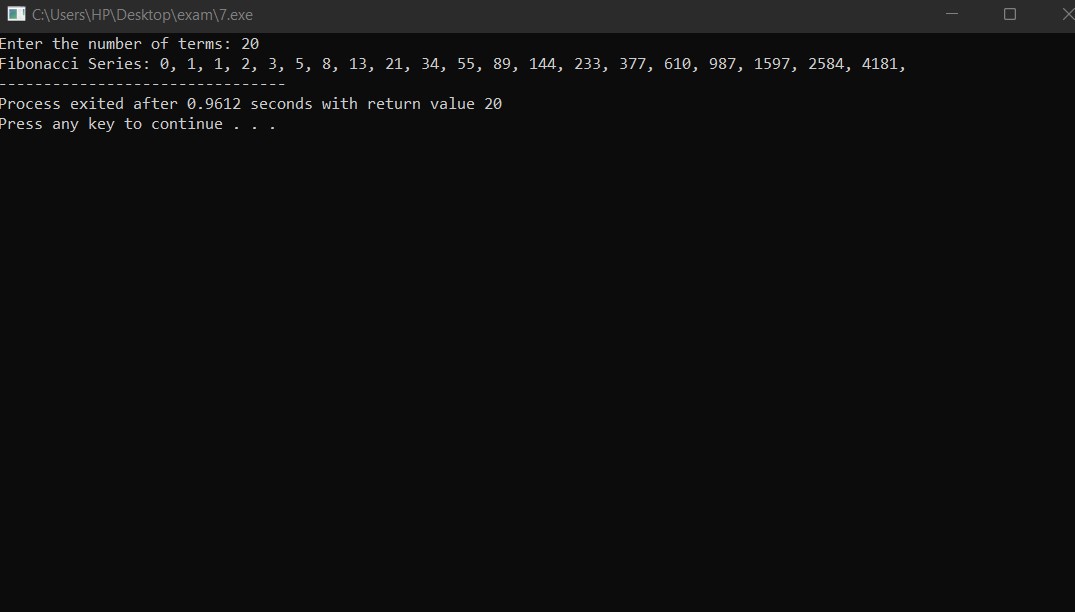 C:\Users\HP\Desktop\exam\7.exe
Enter the number of terms: 20
Fibonacci Series: 0, 1, 1, 2, 3, 5, 8, 13, 21, 34, 55, 89, 144, 233, 377, 610, 987, 1597, 2584, 4181,
--------------------------------
Process exited after 0.9612 seconds with return value 20
Press any key to continue . . .